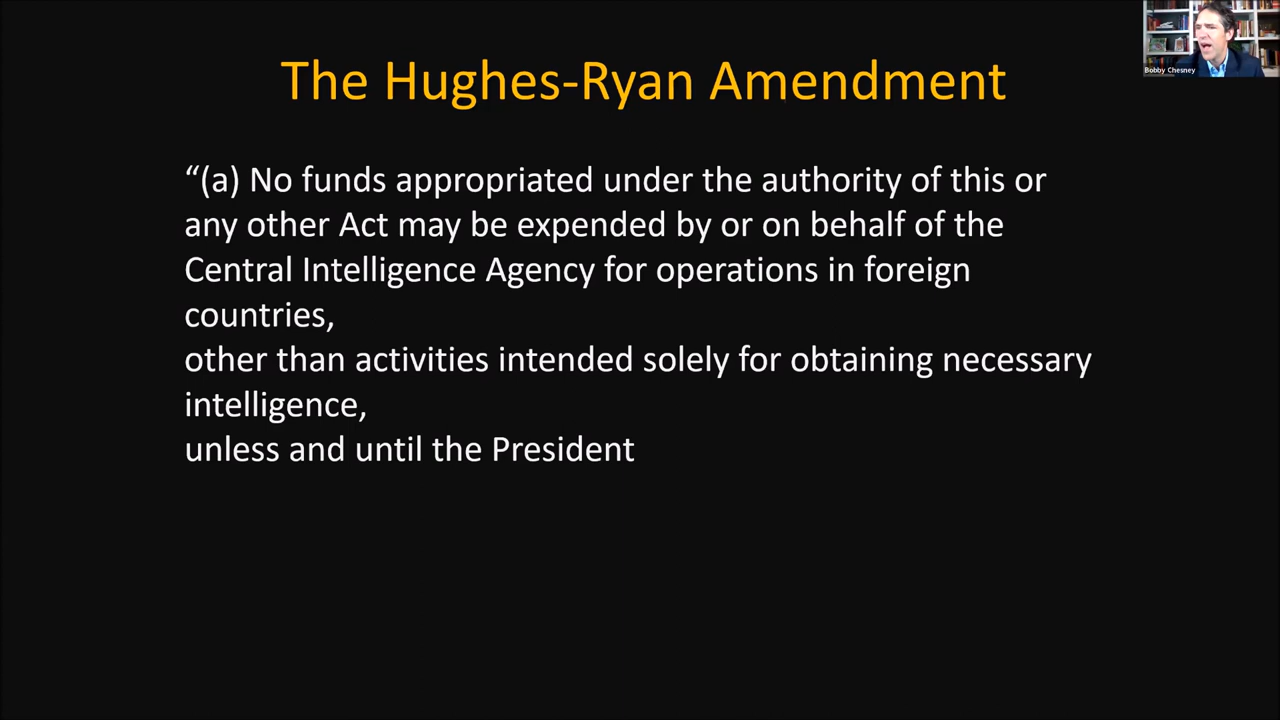 Bobby Chesney
The Hughes-Ryan Amendment
“(a) No funds appropriated under the authority of this or
any other Act may be expended by or on behalf of the
Central Intelligence Agency for operations in foreign
countries,
other than activities intended solely for obtaining necessary
intelligence,
unless and until the President